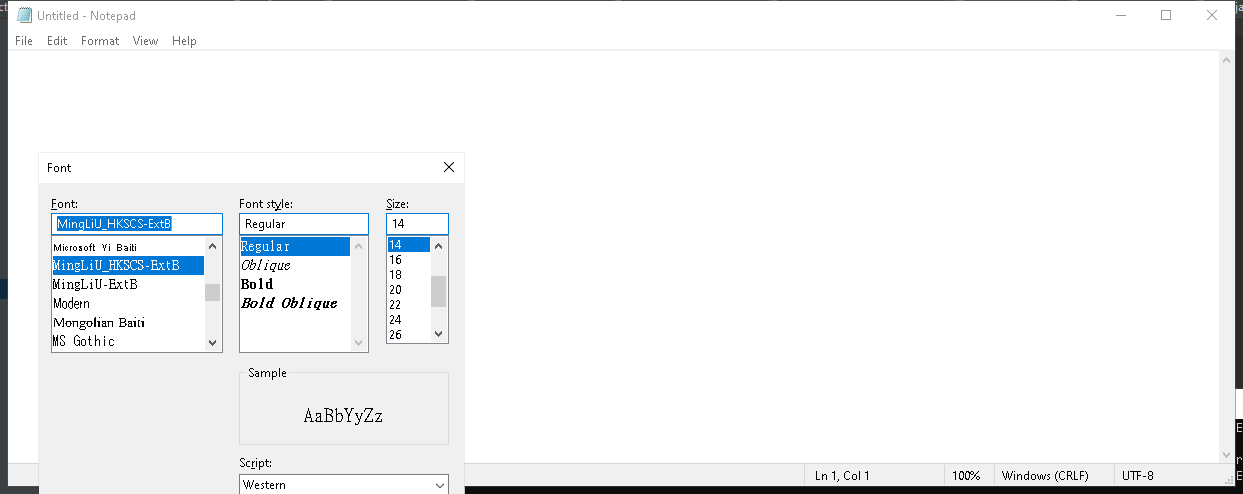 Untitled - Notepad
File Edit Format View Help
Font
Font: Font style: Size:
MingLiU_HKSCS-ExtB Regular 14
Microsoft Yi Baiti Regular 14
MingLiU_HKSCS-ExtB Oblique 16
MingLiU-ExtB Bold 18
Modern Bold Oblique 20
Mongolian Baiti 22
MS Gothic 24
26
Sample
AaBbYyZz
Script:
Western
Ln 1, Col 1 100% Windows (CRLF) UTF-8